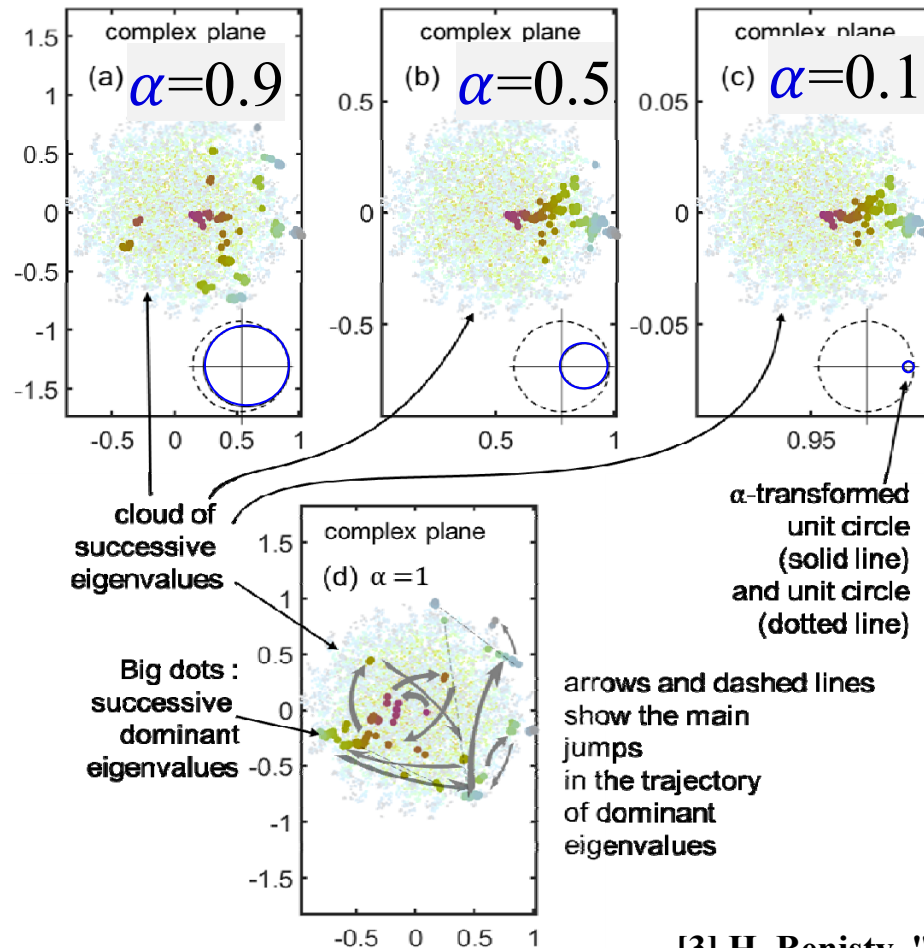 complex plane
(a) α=0.9
1.5
1
0.5
0
-0.5
-1
-1.5
-0.5 0 0.5 1
complex plane
(b) α=0.5
0.5
0
-0.5
0.5 1
complex plane
(c) α=0.1
0.05
0
-0.05
0.95 1
cloud of
successive
eigenvalues
α-transformed
unit circle
(solid line)
and unit circle
(dotted line)
complex plane
(d) α =1
1.5
1
0.5
0
-0.5
-1
-1.5
-0.5 0 0.5 1
Big dots :
successive
dominant
eigenvalues
arrows and dashed lines
show the main
jumps
in the trajectory
of dominant
eigenvalues
[3] H. Benisty, "